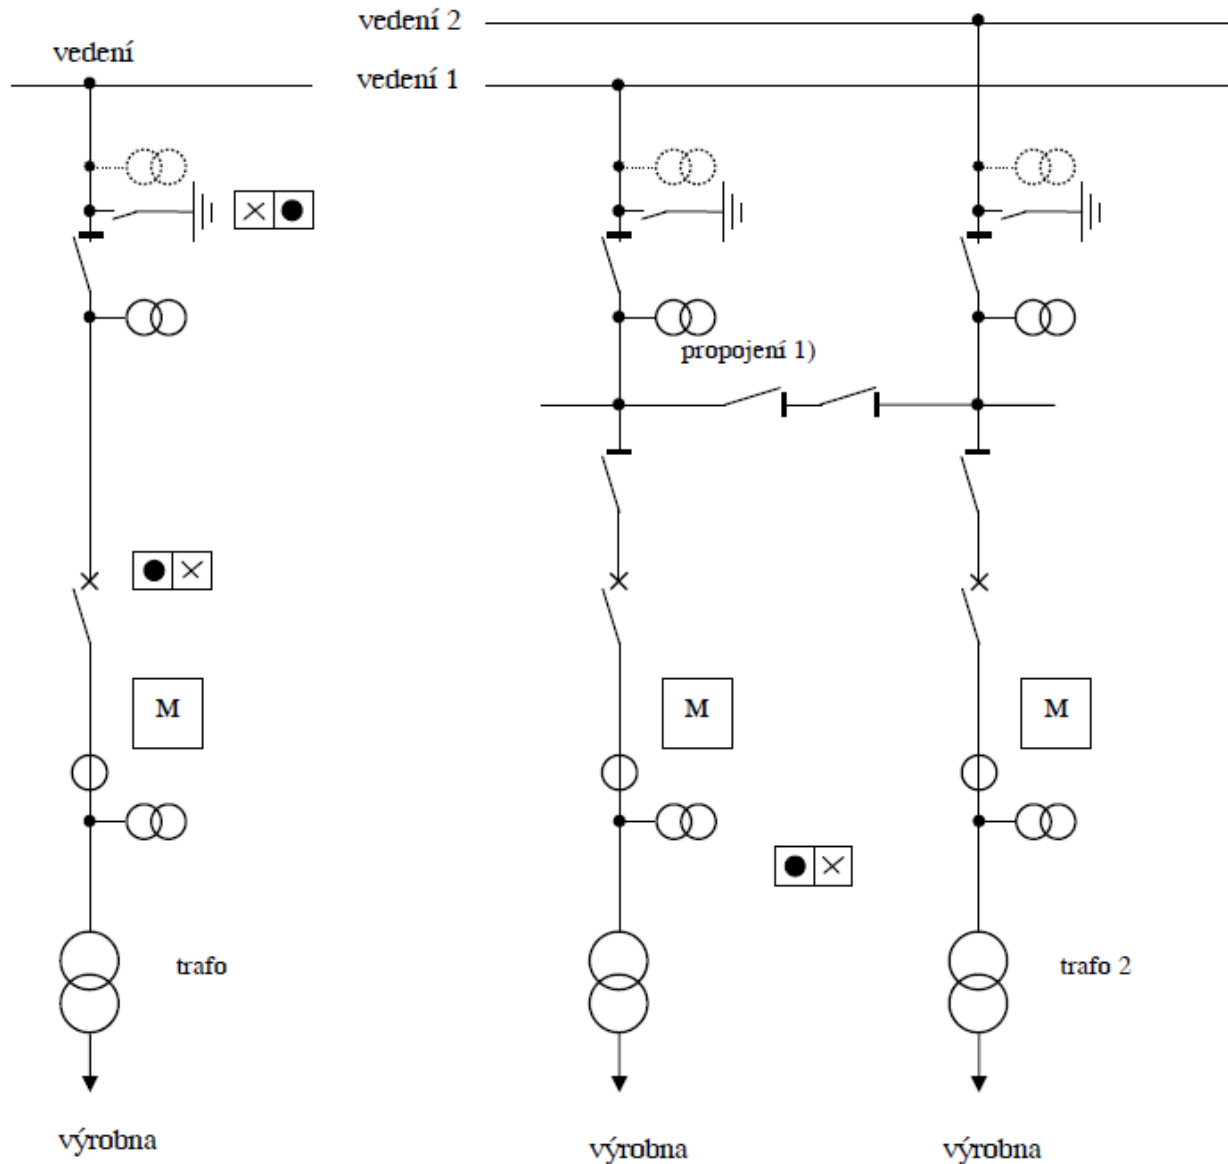 vedení 2
vedení
vedení 1
propojení 1)
M
M
M
trafo
trafo 2
výrobna
výrobna
výrobna